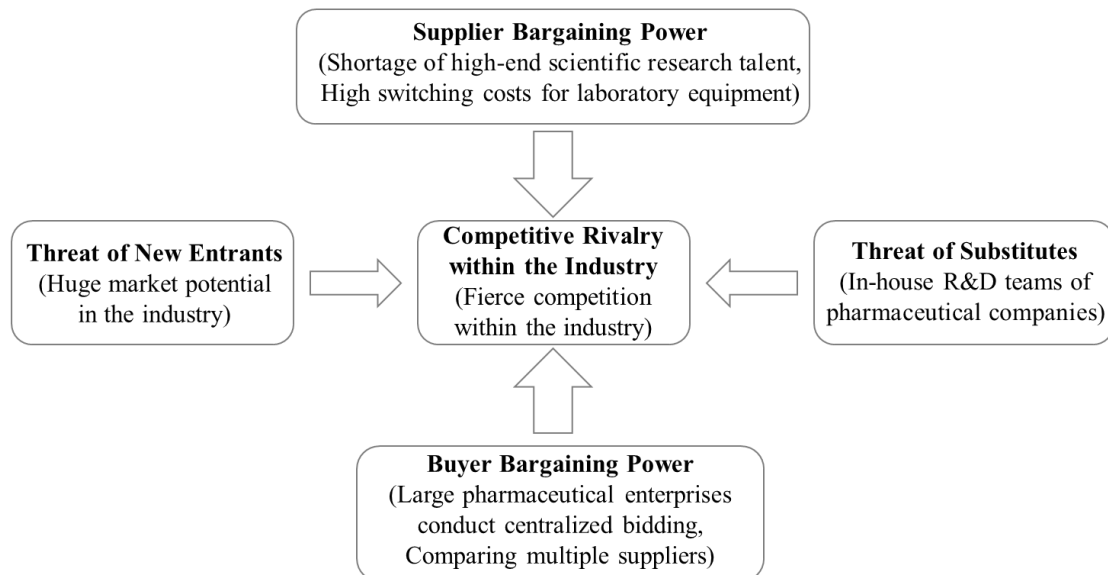 Supplier Bargaining Power
(Shortage of high-end scientific research talent,
High switching costs for laboratory equipment)
Threat of New Entrants
(Huge market potential
in the industry)
Competitive Rivalry
within the Industry
(Fierce competition
within the industry)
Threat of Substitutes
(In-house R&D teams of
pharmaceutical companies)
Buyer Bargaining Power
(Large pharmaceutical enterprises
conduct centralized bidding,
Comparing multiple suppliers)